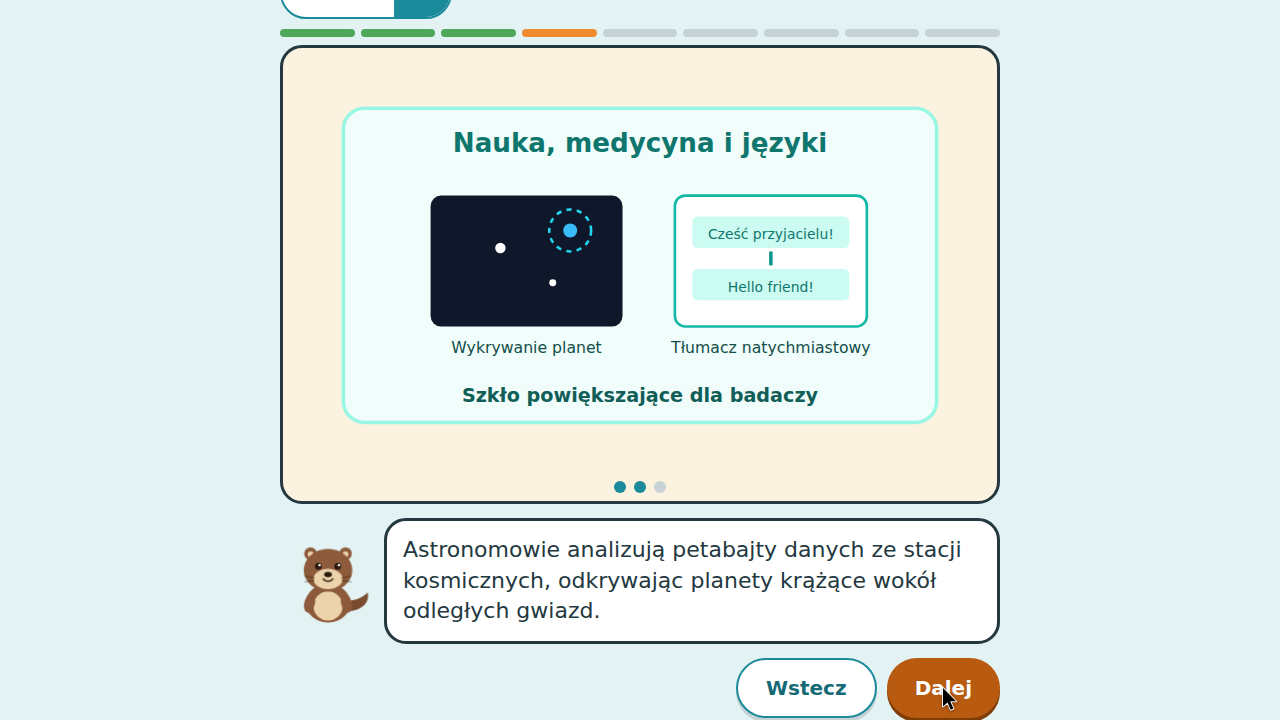 Nauka, medycyna i języki
Cześć przyjacielu!
Hello friend!
Wykrywanie planet
Tłumacz natychmiastowy
Szkło powiększające dla badaczy
Astronomowie analizują petabajty danych ze stacji
kosmicznych, odkrywając planety krążące wokół
odległych gwiazd.
Wstecz
Dalej